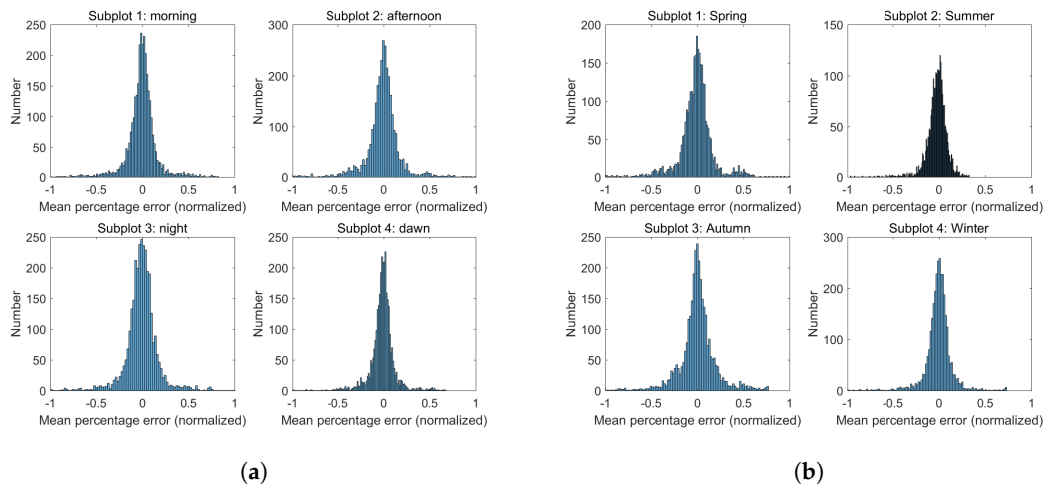 Subplot 1: morning
250
200
150
100
50
0
Number
-1 -0.5 0 0.5 1
Mean percentage error (normalized)
Subplot 2: afternoon
300
200
100
0
Number
-1 -0.5 0 0.5 1
Mean percentage error (normalized)
Subplot 3: night
250
200
150
100
50
0
Number
-1 -0.5 0 0.5 1
Mean percentage error (normalized)
Subplot 4: dawn
250
200
150
100
50
0
Number
-1 -0.5 0 0.5 1
Mean percentage error (normalized)
(a)
Subplot 1: Spring
200
150
100
50
0
Number
-1 -0.5 0 0.5 1
Mean percentage error (normalized)
Subplot 2: Summer
150
100
50
0
Number
-1 -0.5 0 0.5 1
Mean percentage error (normalized)
Subplot 3: Autumn
250
200
150
100
50
0
Number
-1 -0.5 0 0.5 1
Mean percentage error (normalized)
Subplot 4: Winter
300
200
100
0
Number
-1 -0.5 0 0.5 1
Mean percentage error (normalized)
(b)